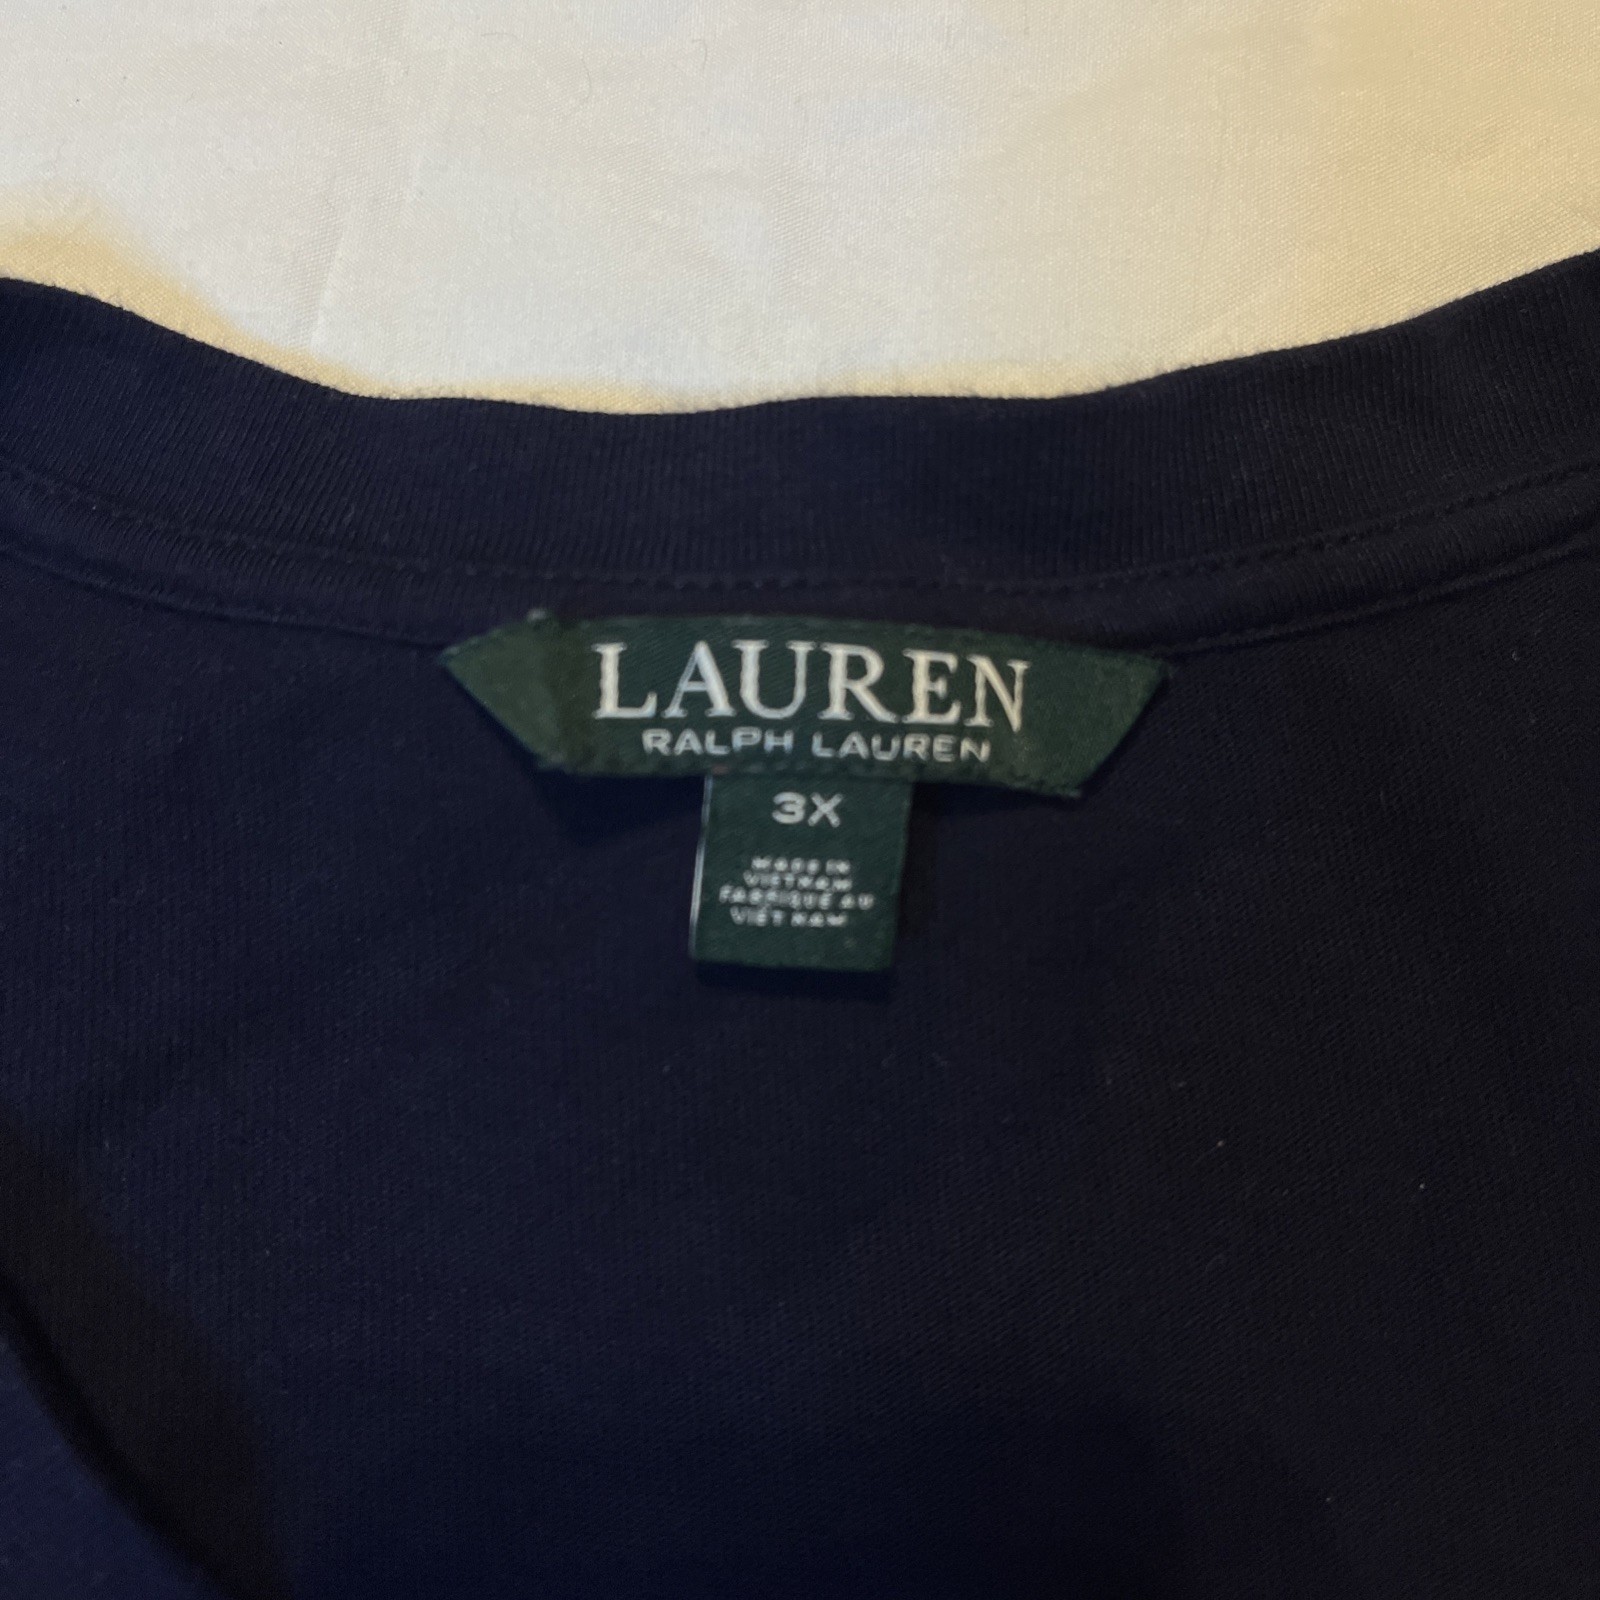 LAUREN
RALPH LAUREN
3X
MADE IN
VIETNAM
FABRIQUÉ AU
VIET NAM